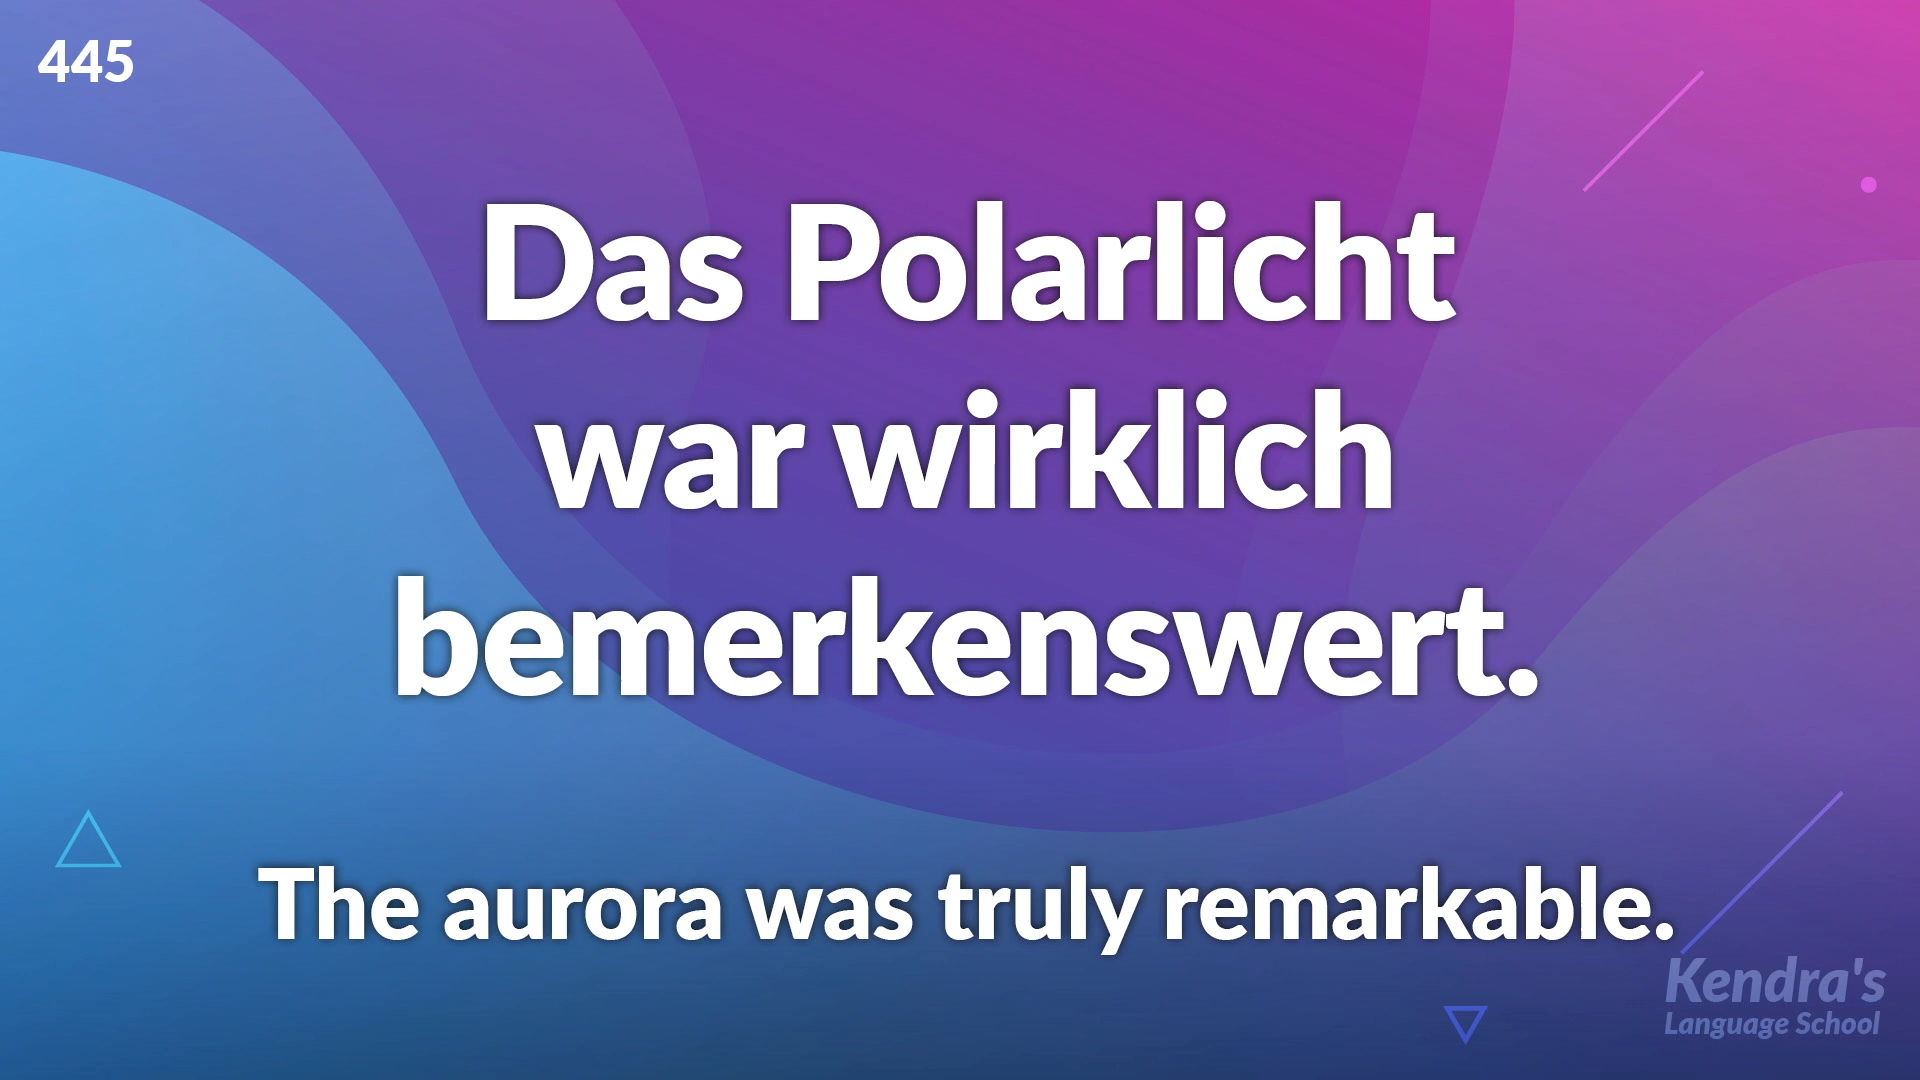 445
Das Polarlicht
war wirklich
bemerkenswert.
The aurora was truly remarkable.
Kendra's
Language School